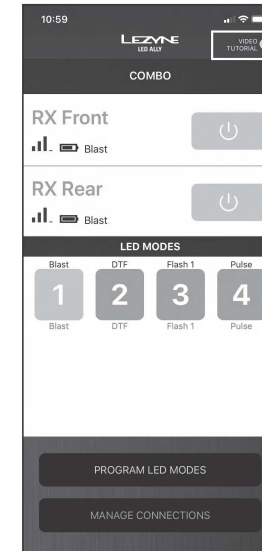 10:59
LEZYNE
LED ALLY
VIDEO
TUTORIAL
COMBO
RX Front
Blast
RX Rear
Blast
LED MODES
Blast DTF Flash 1 Pulse
1 2 3 4
Blast DTF Flash 1 Pulse
PROGRAM LED MODES
MANAGE CONNECTIONS